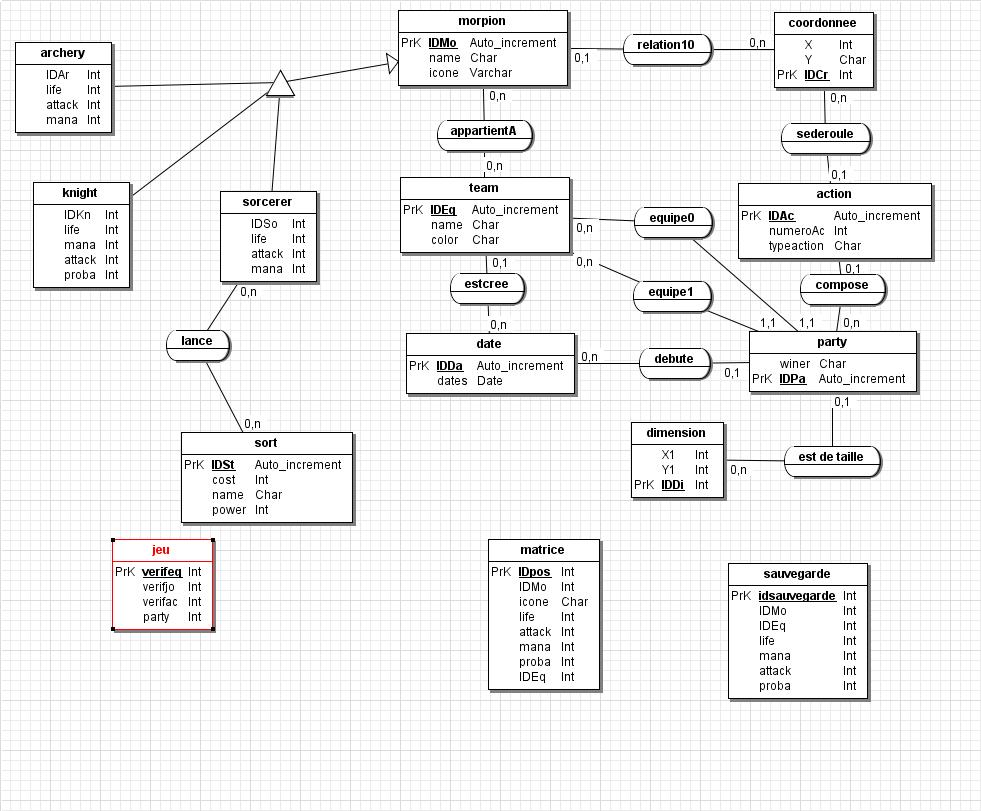 morpion
PrK IDMo Auto_increment
name Char
icone Varchar
0,1
relation10
0,n
coordonnee
X Int
Y Char
PrK IDCr Int
archery
IDAr Int
life Int
attack Int
mana Int
0,n
appartientA
0,n
0,n
sederoule
0,1
knight
IDKn Int
life Int
mana Int
attack Int
proba Int
sorcerer
IDSo Int
life Int
attack Int
mana Int
team
PrK IDEq Auto_increment
name Char
color Char
0,n
equipe0
action
PrK IDAc Auto_increment
numeroAc Int
typeaction Char
0,1
0,n
0,1
estcree
equipe1
compose
0,n
0,n
1,1
1,1
0,n
lance
date
PrK IDDa Auto_increment
dates Date
0,n
debute
0,1
party
winer Char
PrK IDPa Auto_increment
0,1
0,n
sort
PrK IDSt Auto_increment
cost Int
name Char
power Int
dimension
X1 Int
Y1 Int
PrK IDDi Int
0,n
est de taille
jeu
PrK verifeq Int
verifjo Int
verifac Int
party Int
matrice
PrK IDpos Int
IDMo Int
icone Char
life Int
attack Int
mana Int
proba Int
IDEq Int
sauvegarde
PrK idsauvegarde Int
IDMo Int
IDEq Int
life Int
mana Int
attack Int
proba Int